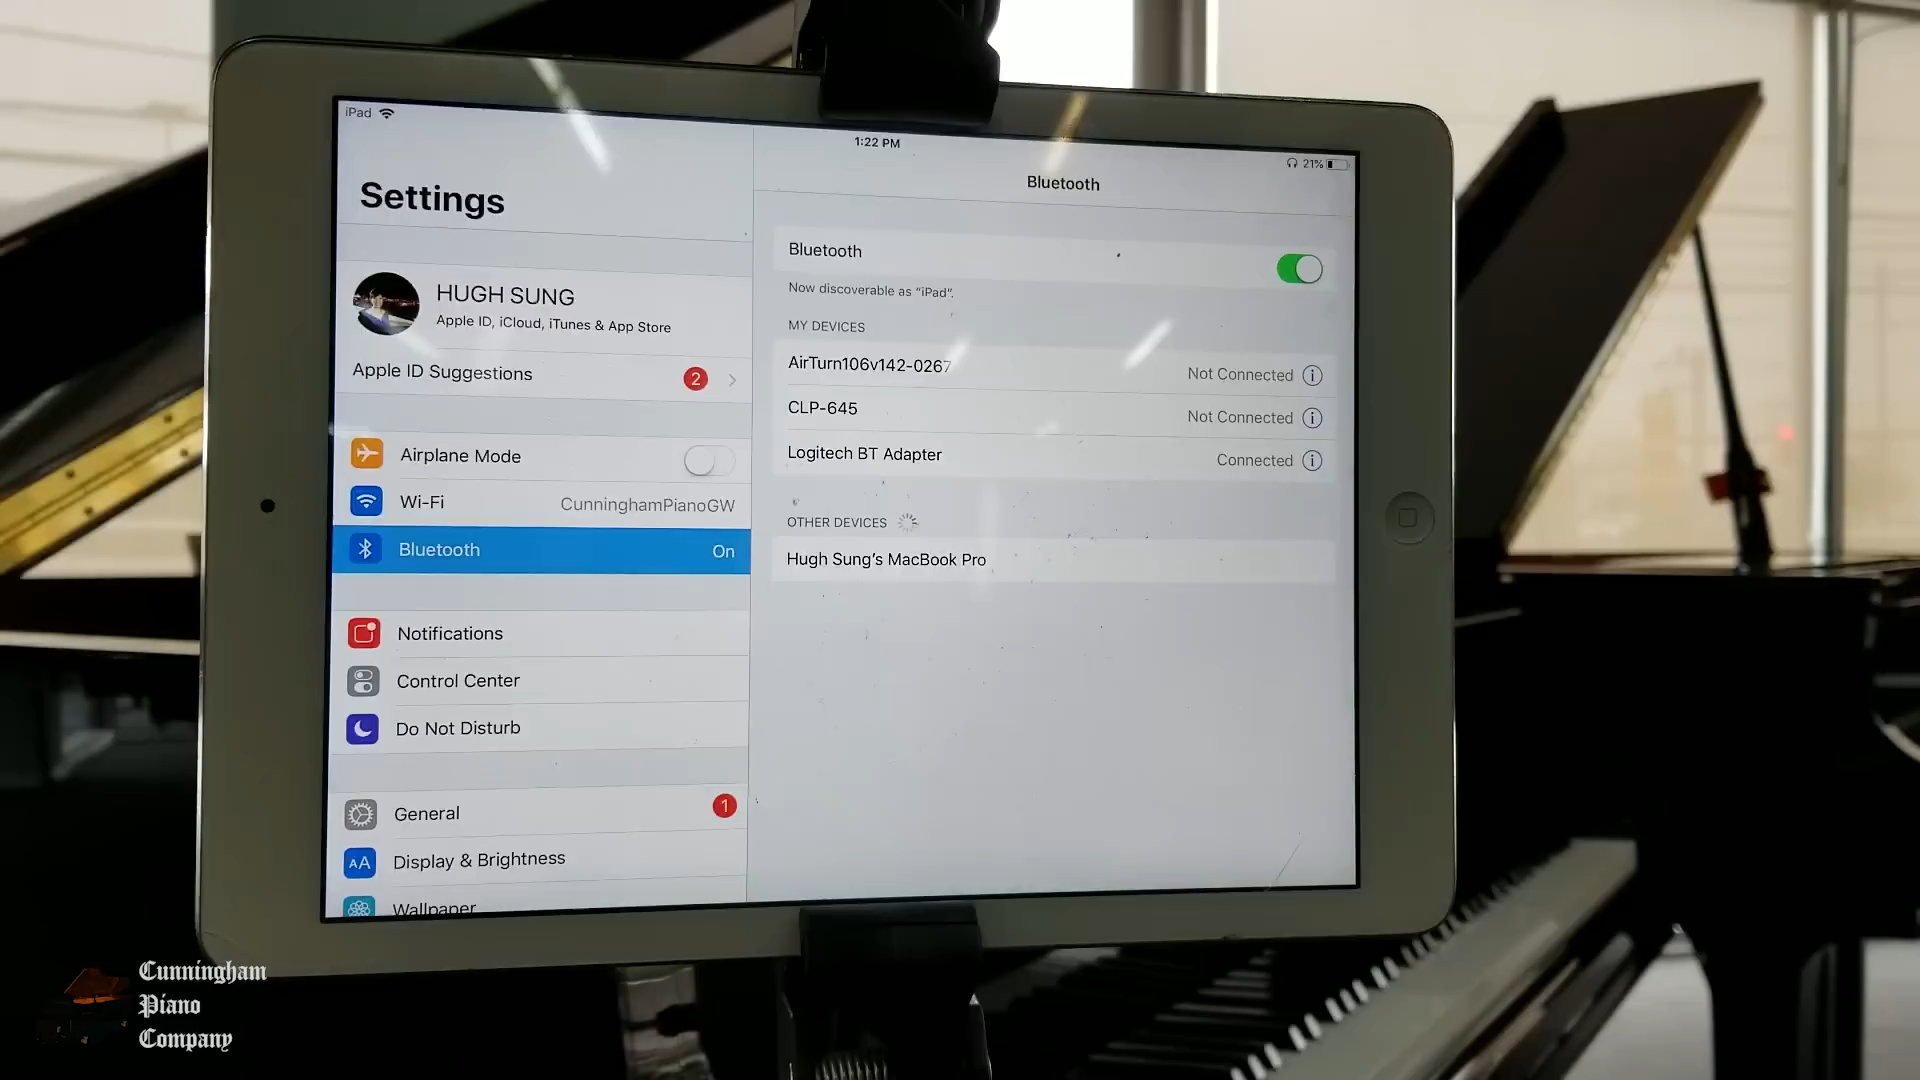 iPad
1:22 PM
21%
Settings
Bluetooth
HUGH SUNG
Apple ID, iCloud, iTunes & App Store
Apple ID Suggestions
2
Airplane Mode
Wi-Fi
CunninghamPianoGW
Bluetooth
On
Notifications
Control Center
Do Not Disturb
General
1
Display & Brightness
AA
Wallpaper
Bluetooth
Now discoverable as “iPad”.
MY DEVICES
AirTurn106v142-0267
Not Connected
CLP-645
Not Connected
Logitech BT Adapter
Connected
OTHER DEVICES
Hugh Sung’s MacBook Pro
Cunningham
Piano
Company